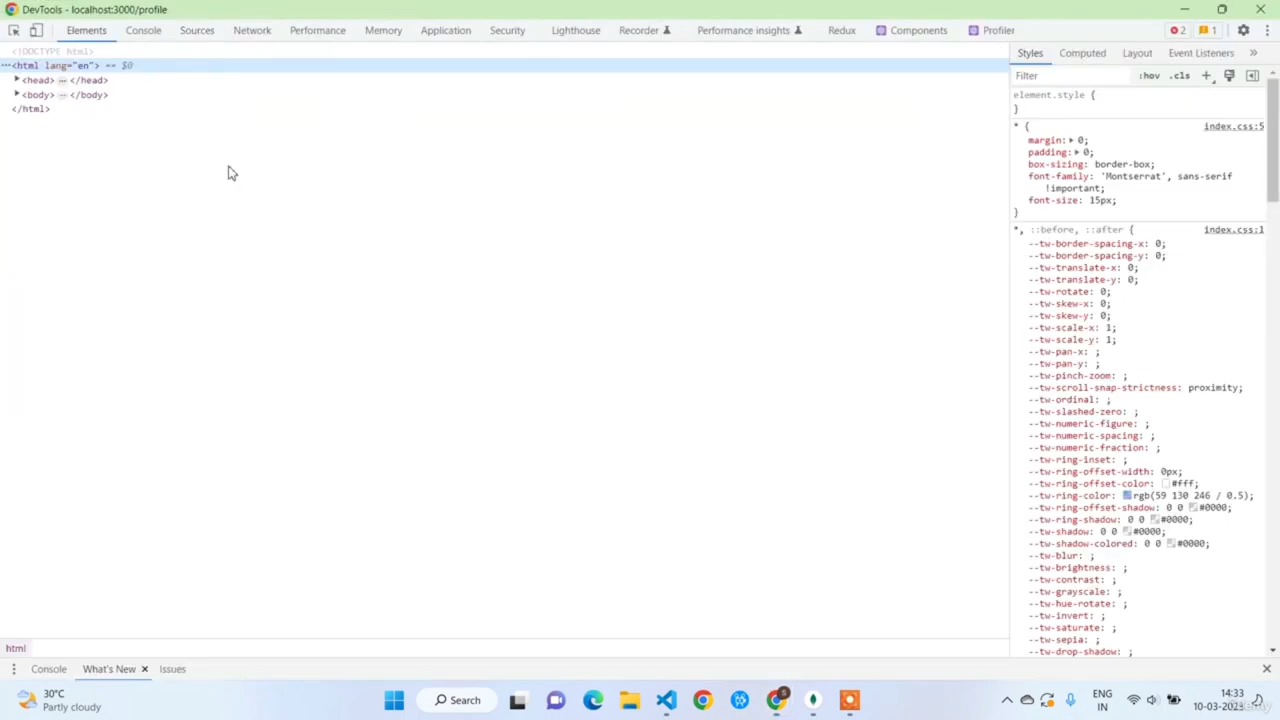 DevTools - localhost:3000/profile
Elements Console Sources Network Performance Memory Application Security Lighthouse Recorder Performance insights Redux Components Profiler 2 1
<!DOCTYPE html>
<html lang="en"> == $0
<head> … </head>
<body> … </body>
</html>
html
Styles Computed Layout Event Listeners »
Filter :hov .cls +
element.style {
}
* { index.css:5
margin: 0;
padding: 0;
box-sizing: border-box;
font-family: 'Montserrat', sans-serif
!important;
font-size: 15px;
}
*, ::before, ::after { index.css:1
--tw-border-spacing-x: 0;
--tw-border-spacing-y: 0;
--tw-translate-x: 0;
--tw-translate-y: 0;
--tw-rotate: 0;
--tw-skew-x: 0;
--tw-skew-y: 0;
--tw-scale-x: 1;
--tw-scale-y: 1;
--tw-pan-x: ;
--tw-pan-y: ;
--tw-pinch-zoom: ;
--tw-scroll-snap-strictness: proximity;
--tw-ordinal: ;
--tw-slashed-zero: ;
--tw-numeric-figure: ;
--tw-numeric-spacing: ;
--tw-numeric-fraction: ;
--tw-ring-inset: ;
--tw-ring-offset-width: 0px;
--tw-ring-offset-color: #fff;
--tw-ring-color: rgb(59 130 246 / 0.5);
--tw-ring-offset-shadow: 0 0 #0000;
--tw-ring-shadow: 0 0 #0000;
--tw-shadow: 0 0 #0000;
--tw-shadow-colored: 0 0 #0000;
--tw-blur: ;
--tw-brightness: ;
--tw-contrast: ;
--tw-grayscale: ;
--tw-hue-rotate: ;
--tw-invert: ;
--tw-saturate: ;
--tw-sepia: ;
--tw-drop-shadow: ;
Console What's New Issues
30°C
Partly cloudy
Search
ENG
IN
14:33
10-03-2023